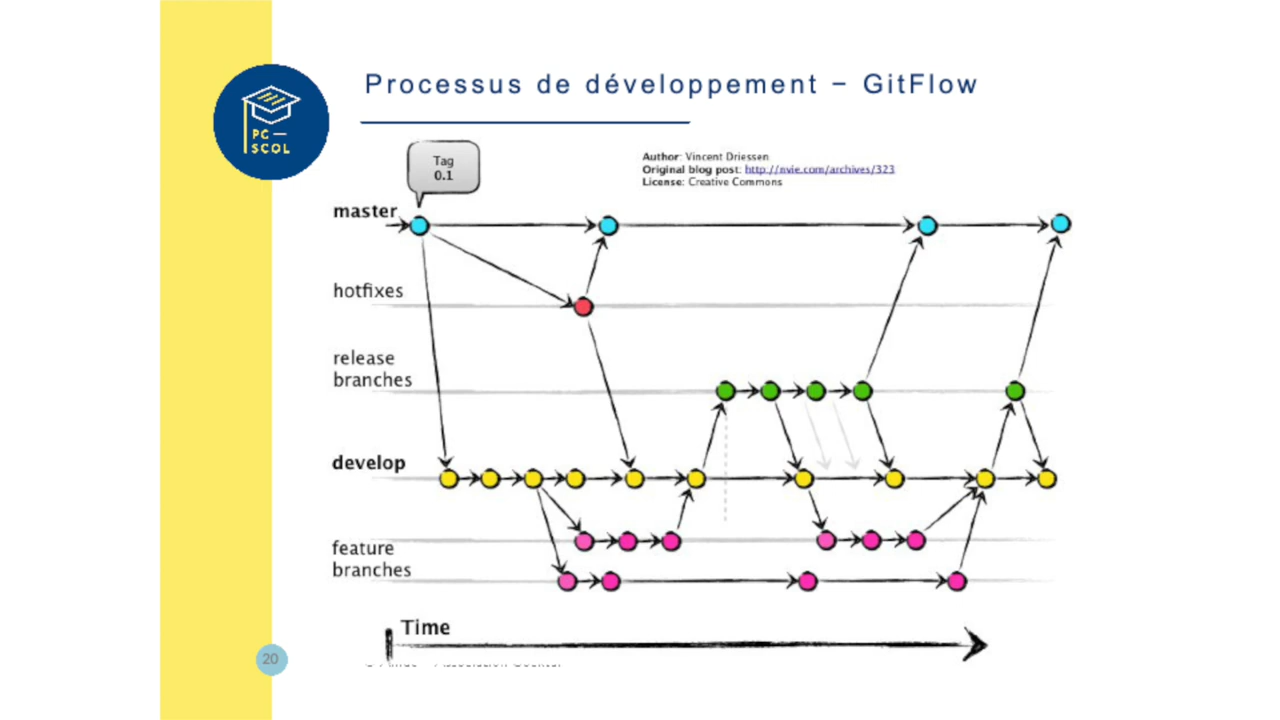 Processus de développement – GitFlow
PC —
SCOL
Tag
0.1
Author: Vincent Driessen
Original blog post: http://nvie.com/archives/323
License: Creative Commons
master
hotfixes
release
branches
develop
feature
branches
Time
20